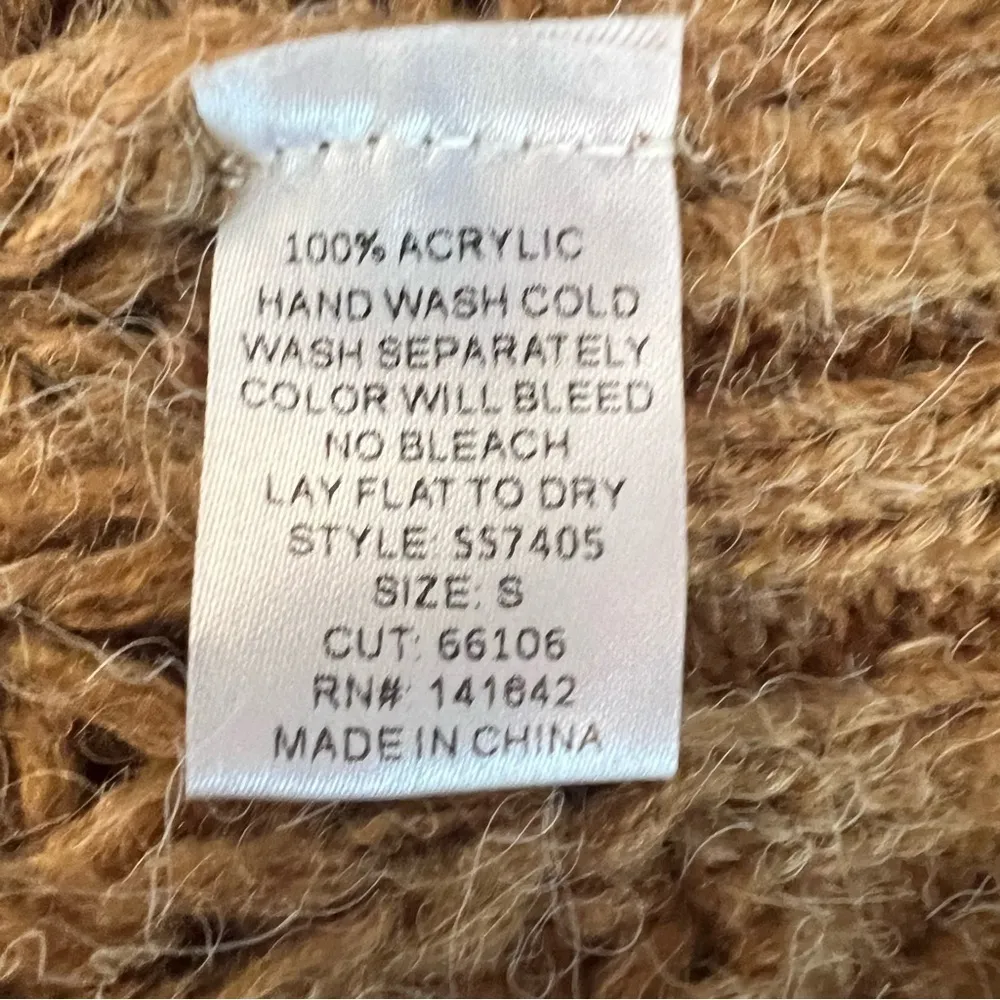 100% ACRYLIC
HAND WASH COLD
WASH SEPARATELY
COLOR WILL BLEED
NO BLEACH
LAY FLAT TO DRY
STYLE: SS7405
SIZE: S
CUT: 66106
RN#: 141642
MADE IN CHINA